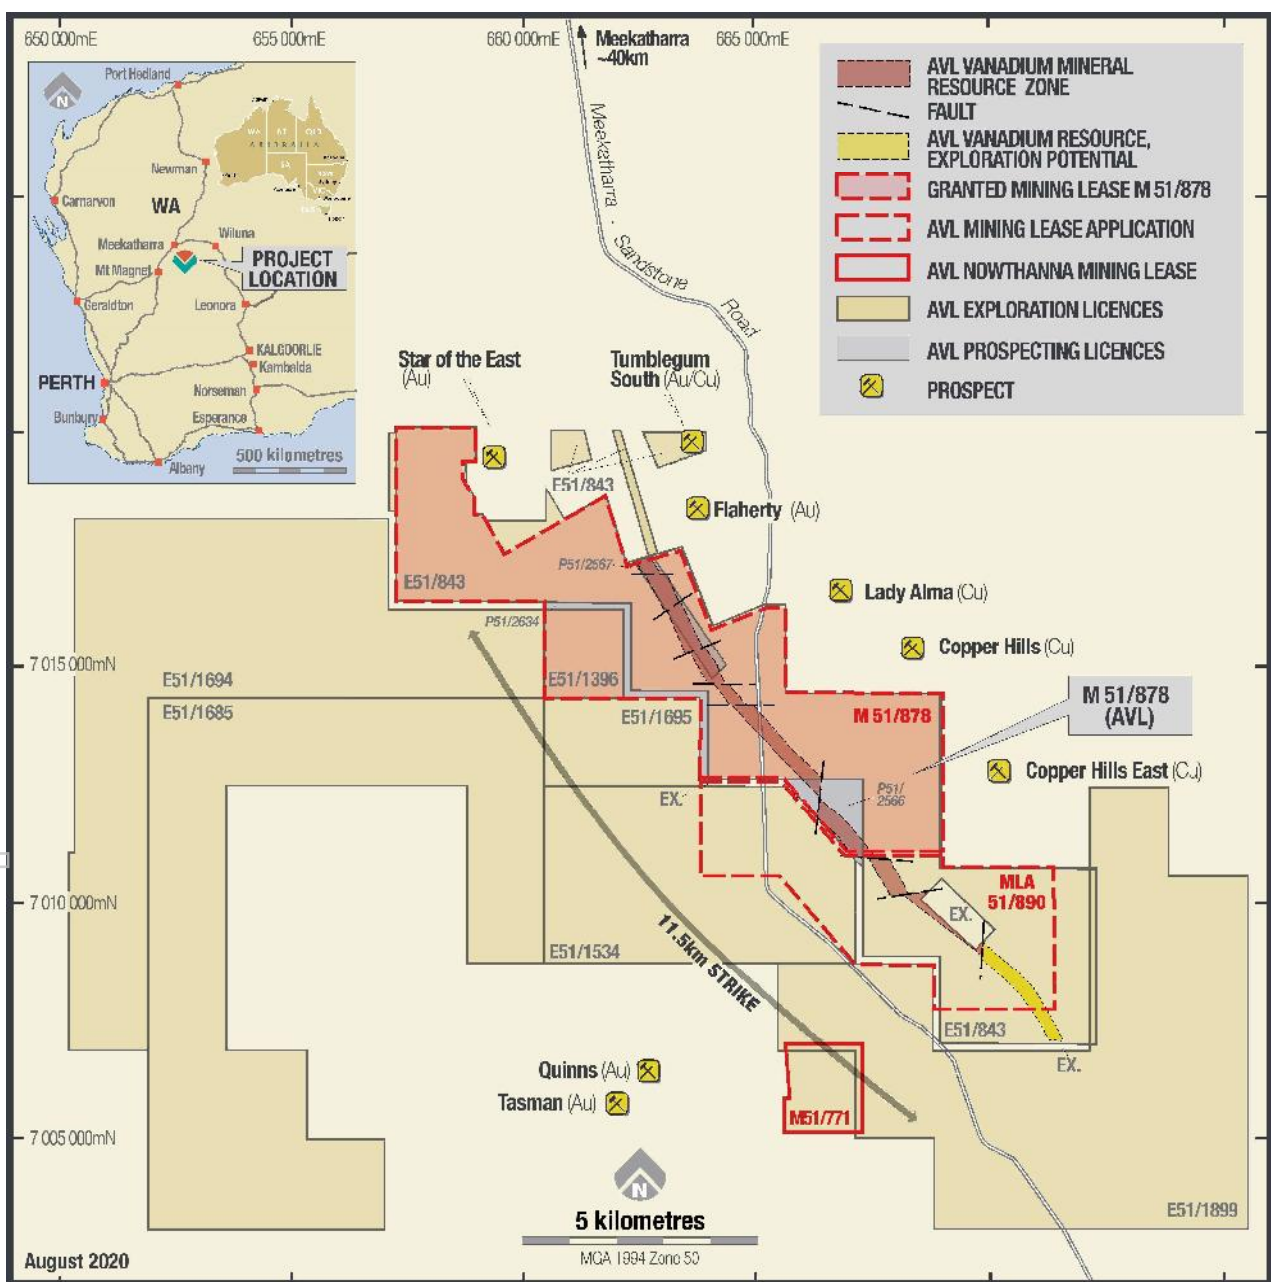 650 000mE
655 000mE
660 000mE
665 000mE
Meekatharra
~40km
Port Hedland
Newman
Carnarvon
WA
Meekatharra
Wiluna
Mt Magnet
PROJECT
LOCATION
Geraldton
Leonora
KALGOORLIE
Kambalda
PERTH
Norseman
Bunbury
Esperance
Albany
500 kilometres
N
WA
NT
QLD
AUSTRALIA
SA
AVL VANADIUM MINERAL
RESOURCE ZONE
FAULT
AVL VANADIUM RESOURCE,
EXPLORATION POTENTIAL
GRANTED MINING LEASE M 51/878
AVL MINING LEASE APPLICATION
AVL NOWTHANNA MINING LEASE
AVL EXPLORATION LICENCES
AVL PROSPECTING LICENCES
PROSPECT
Meekatharra - Sandstone Road
Star of the East
(Au)
Tumblegum
South (Au/Cu)
E51/843
Flaherty (Au)
P51/2567
E51/843
Lady Alma (Cu)
P51/2634
Copper Hills (Cu)
7 015 000mN
E51/1694
E51/1396
E51/1685
E51/1695
M 51/878
M 51/878
(AVL)
Copper Hills East (Cu)
EX.
P51/
2566
7 010 000mN
MLA
51/890
EX.
11.5km STRIKE
E51/1534
E51/843
EX.
Quinns (Au)
Tasman (Au)
M51/771
7 005 000mN
N
5 kilometres
MGA 1994 Zone 50
E51/1899
August 2020